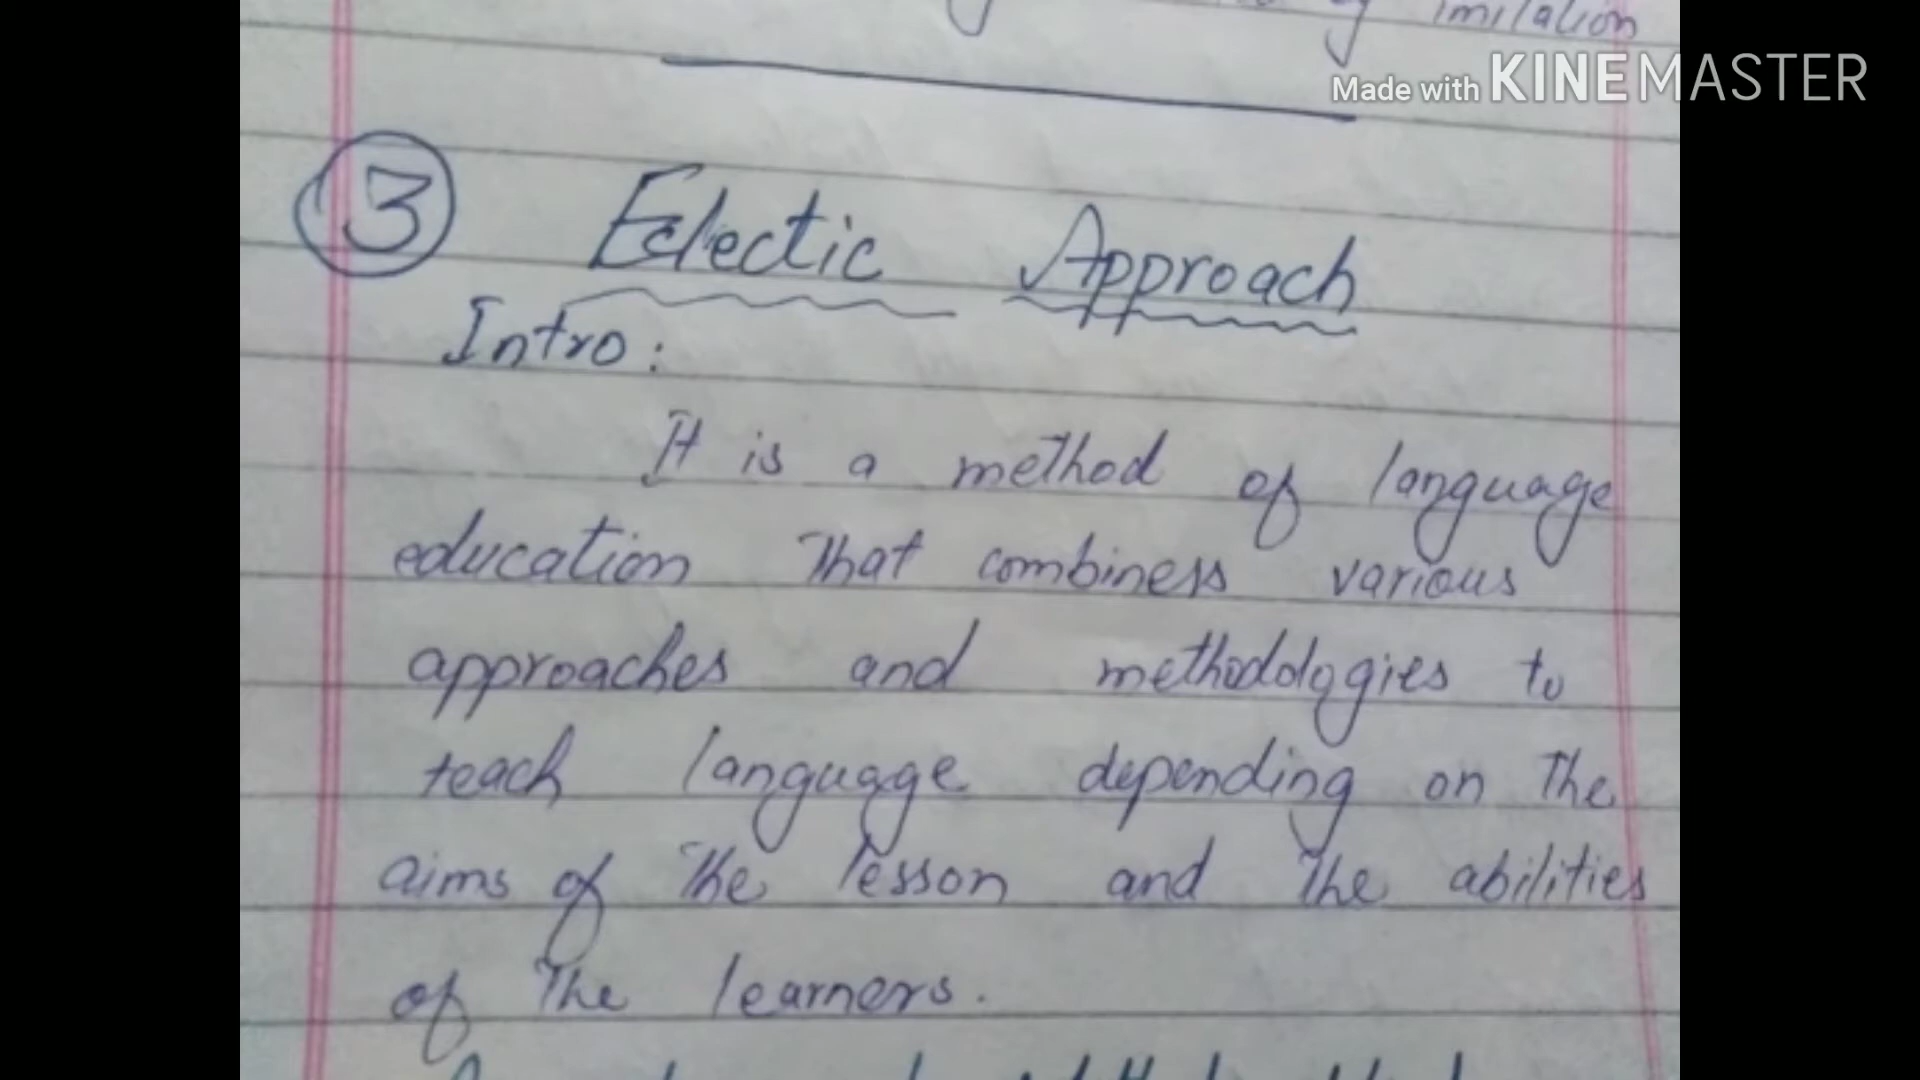 imitation
Made with KINEMASTER
3 Eclectic Approach
Intro:
It is a method of language
education that combiness various
approaches and methodologies to
teach language depending on the
aims of the lesson and the abilities
of the learners.